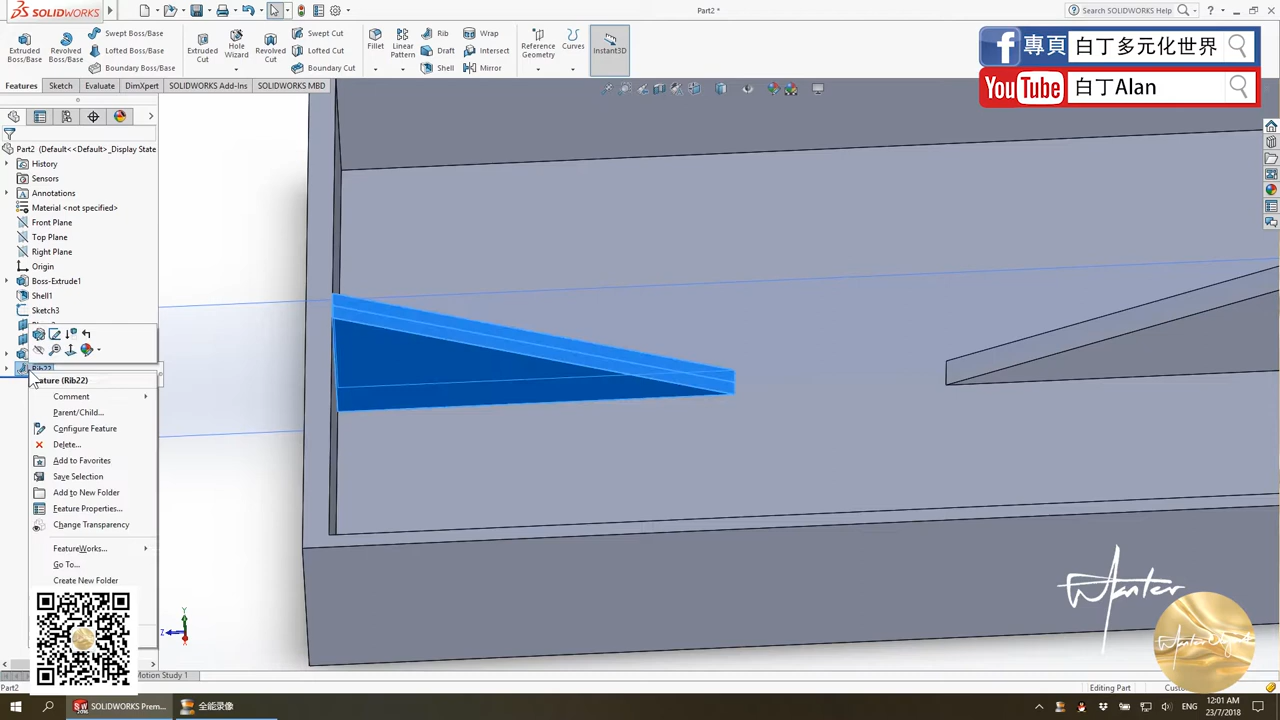 SOLIDWORKS
Part2 *
Search SOLIDWORKS Help
Extruded Boss/Base
Revolved Boss/Base
Swept Boss/Base
Lofted Boss/Base
Boundary Boss/Base
Extruded Cut
Hole Wizard
Revolved Cut
Swept Cut
Lofted Cut
Boundary Cut
Fillet
Linear Pattern
Rib
Draft
Shell
Wrap
Intersect
Mirror
Reference Geometry
Curves
Instant3D
專頁 白丁多元化世界
YouTube 白丁Alan
Features Sketch Evaluate DimXpert SOLIDWORKS Add-Ins SOLIDWORKS MBD
Part2 (Default<<Default>_Display State
History
Sensors
Annotations
Material <not specified>
Front Plane
Top Plane
Right Plane
Origin
Boss-Extrude1
Shell1
Sketch3
Rib22
ature (Rib22)
Comment
Parent/Child...
Configure Feature
Delete...
Add to Favorites
Save Selection
Add to New Folder
Feature Properties...
Change Transparency
FeatureWorks...
Go To...
Create New Folder
Y
Z
X
Motion Study 1
Part2
Editing Part
SOLIDWORKS Prem...
全能录像
12:01 AM
23/7/2018